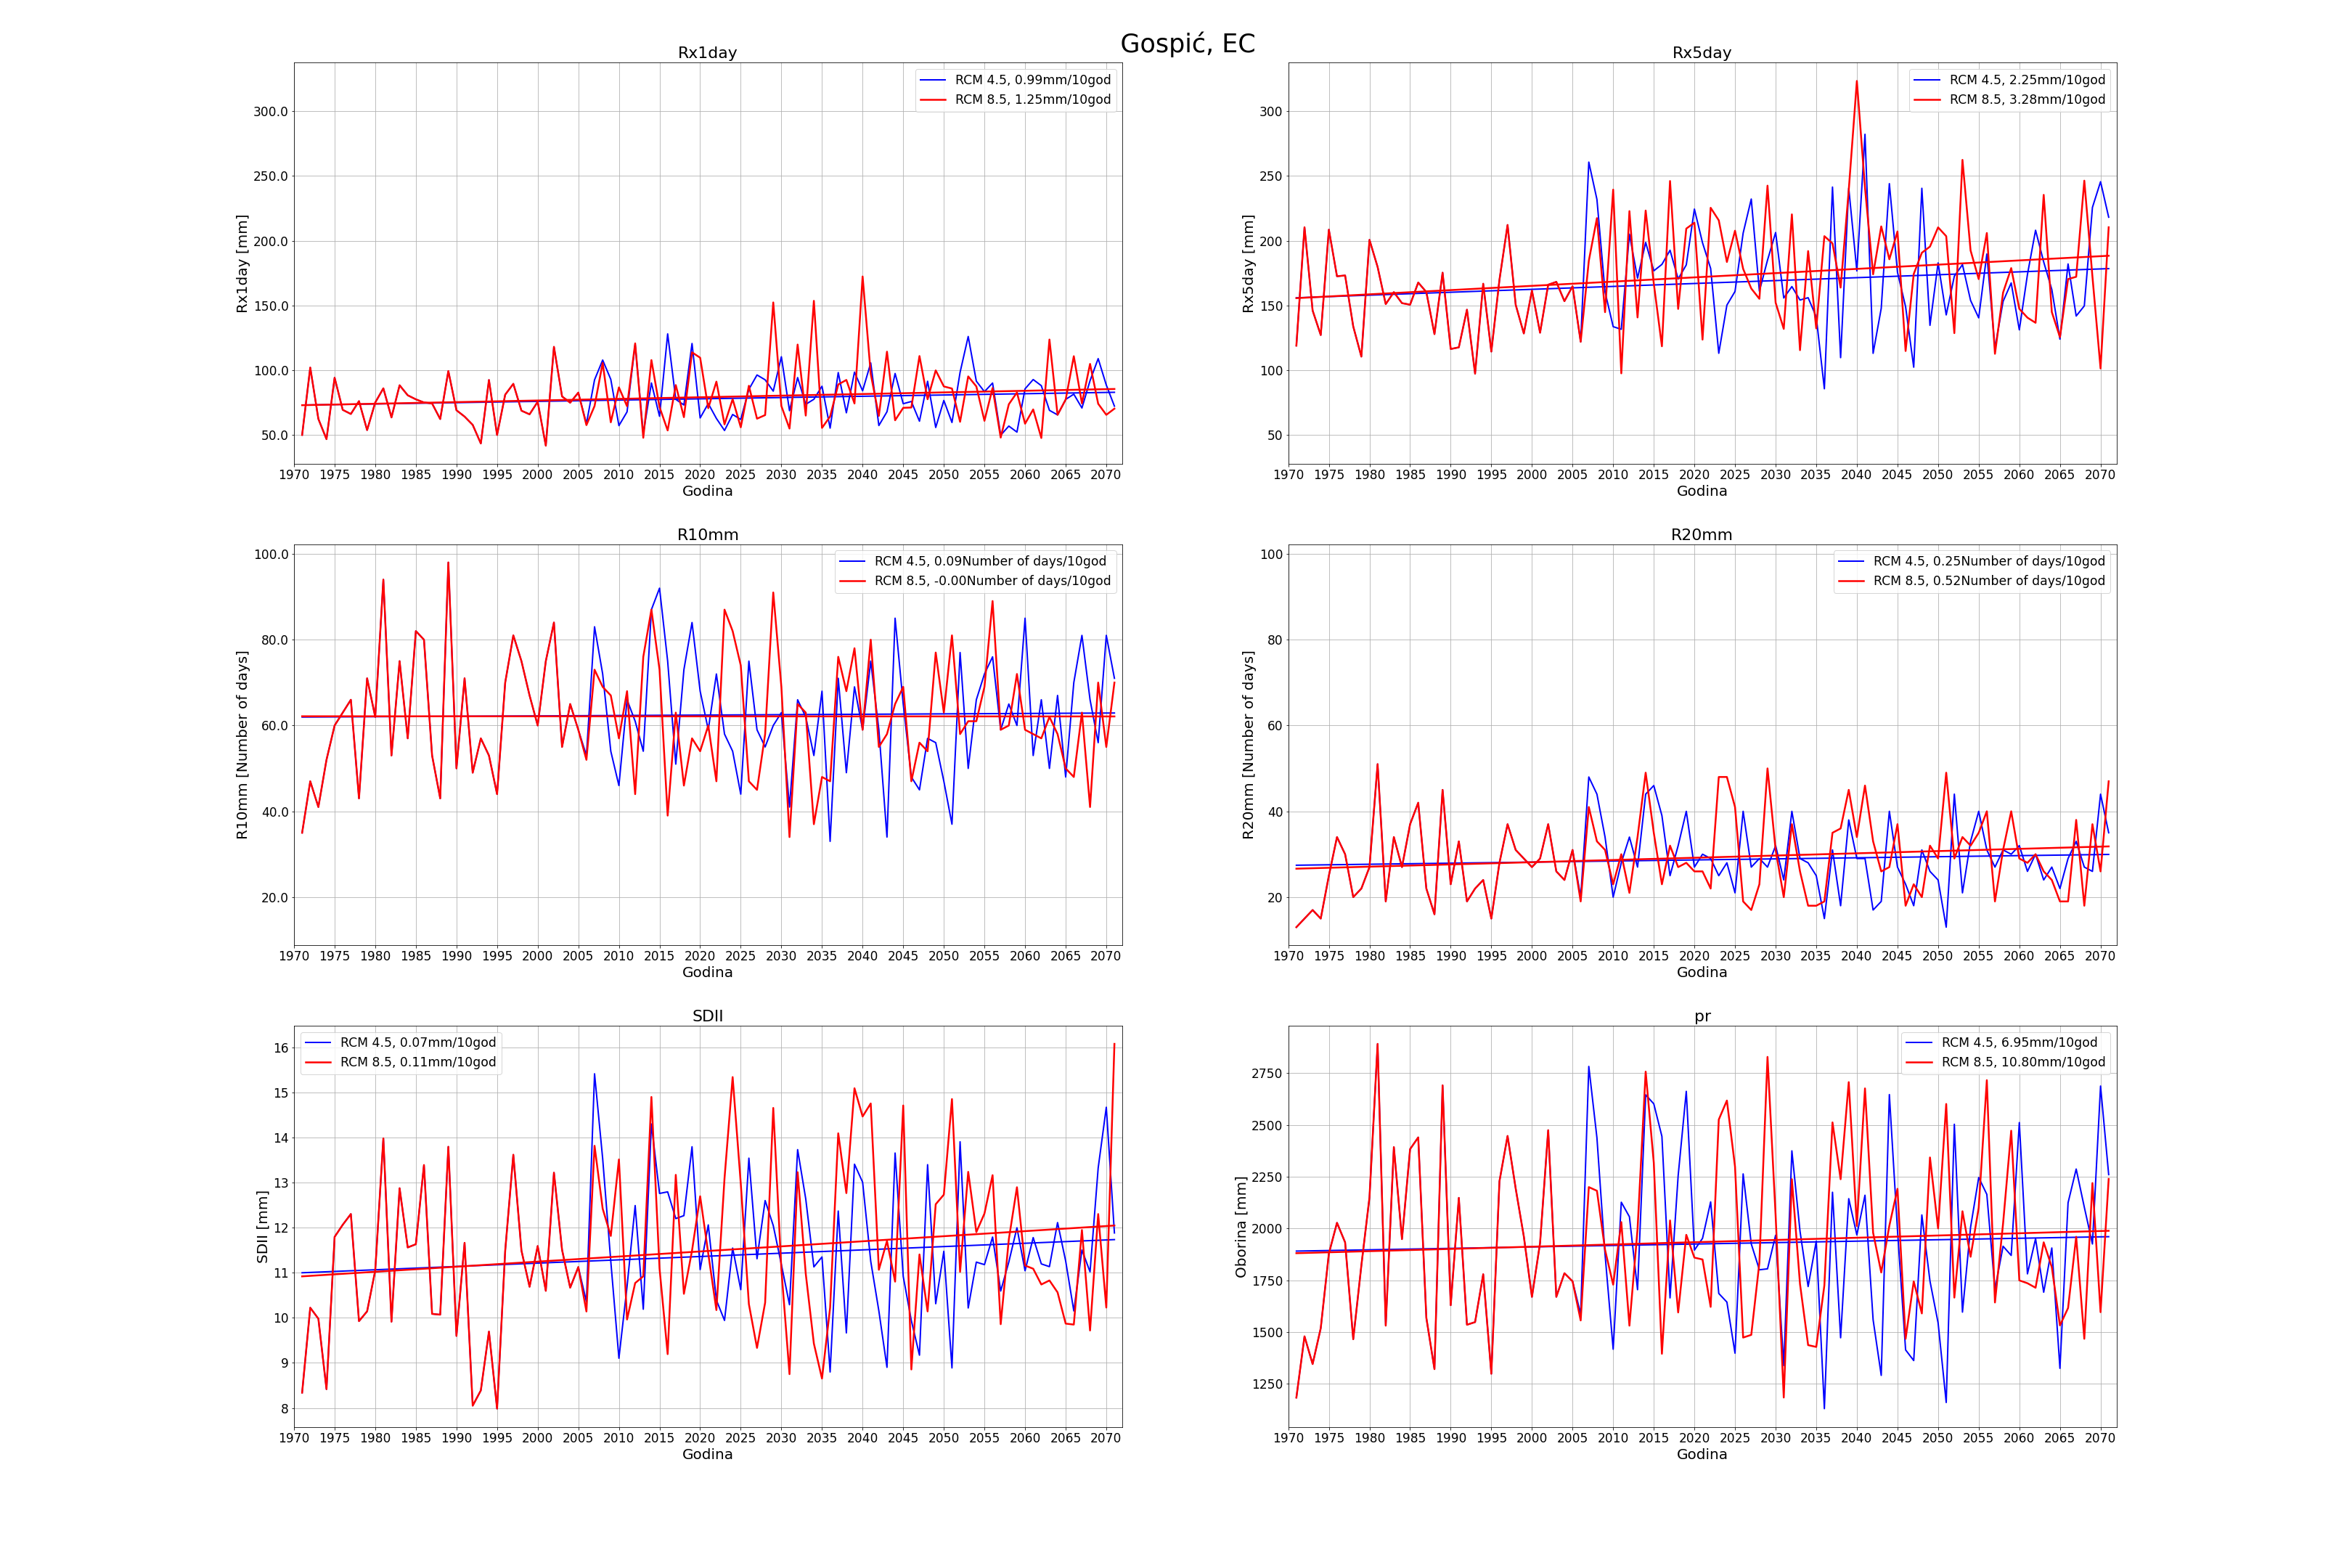 Gospić, EC
Rx1day
RCM 4.5, 0.99mm/10god
RCM 8.5, 1.25mm/10god
Rx1day [mm]
300.0
250.0
200.0
150.0
100.0
50.0
1970 1975 1980 1985 1990 1995 2000 2005 2010 2015 2020 2025 2030 2035 2040 2045 2050 2055 2060 2065 2070
Godina
Rx5day
RCM 4.5, 2.25mm/10god
RCM 8.5, 3.28mm/10god
Rx5day [mm]
300
250
200
150
100
50
1970 1975 1980 1985 1990 1995 2000 2005 2010 2015 2020 2025 2030 2035 2040 2045 2050 2055 2060 2065 2070
Godina
R10mm
RCM 4.5, 0.09Number of days/10god
RCM 8.5, -0.00Number of days/10god
R10mm [Number of days]
100.0
80.0
60.0
40.0
20.0
1970 1975 1980 1985 1990 1995 2000 2005 2010 2015 2020 2025 2030 2035 2040 2045 2050 2055 2060 2065 2070
Godina
R20mm
RCM 4.5, 0.25Number of days/10god
RCM 8.5, 0.52Number of days/10god
R20mm [Number of days]
100
80
60
40
20
1970 1975 1980 1985 1990 1995 2000 2005 2010 2015 2020 2025 2030 2035 2040 2045 2050 2055 2060 2065 2070
Godina
SDII
RCM 4.5, 0.07mm/10god
RCM 8.5, 0.11mm/10god
SDII [mm]
16
15
14
13
12
11
10
9
8
1970 1975 1980 1985 1990 1995 2000 2005 2010 2015 2020 2025 2030 2035 2040 2045 2050 2055 2060 2065 2070
Godina
pr
RCM 4.5, 6.95mm/10god
RCM 8.5, 10.80mm/10god
Oborina [mm]
2750
2500
2250
2000
1750
1500
1250
1970 1975 1980 1985 1990 1995 2000 2005 2010 2015 2020 2025 2030 2035 2040 2045 2050 2055 2060 2065 2070
Godina